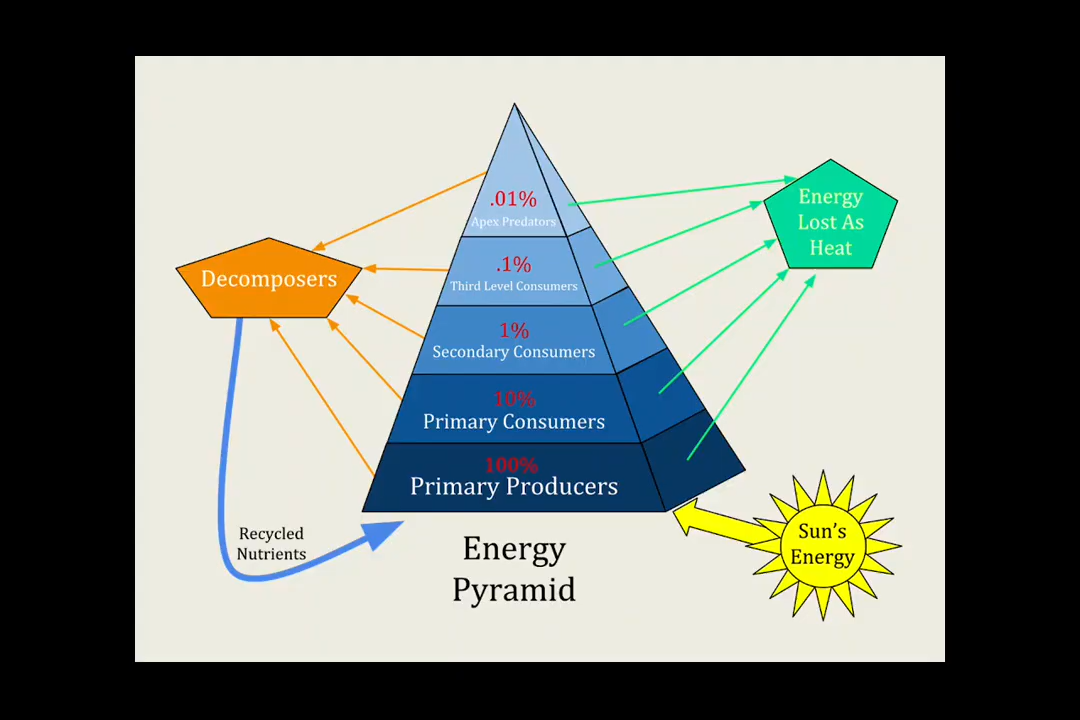 .01%
Apex Predators
.1%
Third Level Consumers
1%
Secondary Consumers
10%
Primary Consumers
100%
Primary Producers
Decomposers
Energy
Lost As
Heat
Recycled
Nutrients
Energy
Pyramid
Sun's
Energy